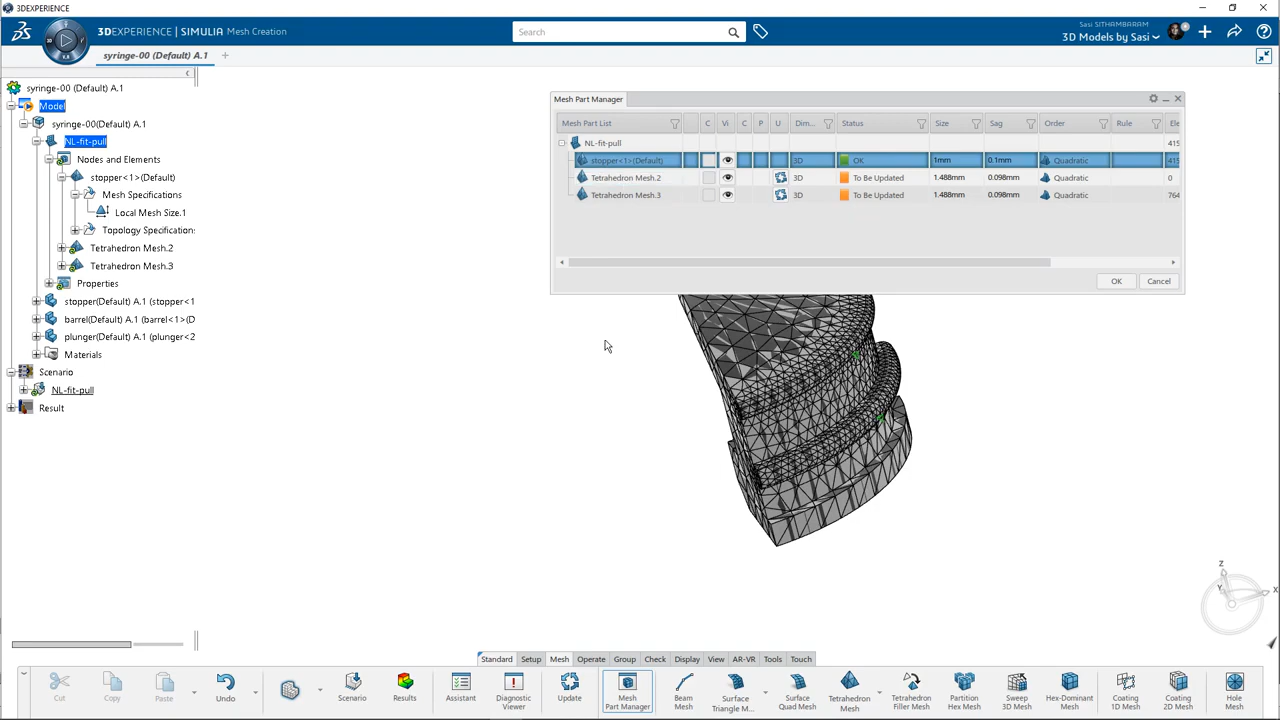 3DEXPERIENCE
3DEXPERIENCE | SIMULIA Mesh Creation
Search
Sasi SITHAMBARAM
3D Models by Sasi
syringe-00 (Default) A.1
syringe-00 (Default) A.1
Model
syringe-00(Default) A.1
NL-fit-pull
Nodes and Elements
stopper<1>(Default)
Mesh Specifications
Local Mesh Size.1
Topology Specification:
Tetrahedron Mesh.2
Tetrahedron Mesh.3
Properties
stopper(Default) A.1 (stopper<1
barrel(Default) A.1 (barrel<1>(D
plunger(Default) A.1 (plunger<2
Materials
Scenario
NL-fit-pull
Result
Mesh Part Manager
Mesh Part List C Vi C P U Dim... Status Size Sag Order Rule Ele
NL-fit-pull 415
stopper<1>(Default) 3D OK 1mm 0.1mm Quadratic 415
Tetrahedron Mesh.2 3D To Be Updated 1.488mm 0.098mm Quadratic 0
Tetrahedron Mesh.3 3D To Be Updated 1.488mm 0.098mm Quadratic 764
OK Cancel
Z
Y
X
Standard Setup Mesh Operate Group Check Display View AR-VR Tools Touch
Cut
Copy
Paste
Undo
Scenario
Results
Assistant
Diagnostic Viewer
Update
Mesh Part Manager
Beam Mesh
Surface Triangle M...
Surface Quad Mesh
Tetrahedron Mesh
Tetrahedron Filler Mesh
Partition Hex Mesh
Sweep 3D Mesh
Hex-Dominant Mesh
Coating 1D Mesh
Coating 2D Mesh
Hole Mesh